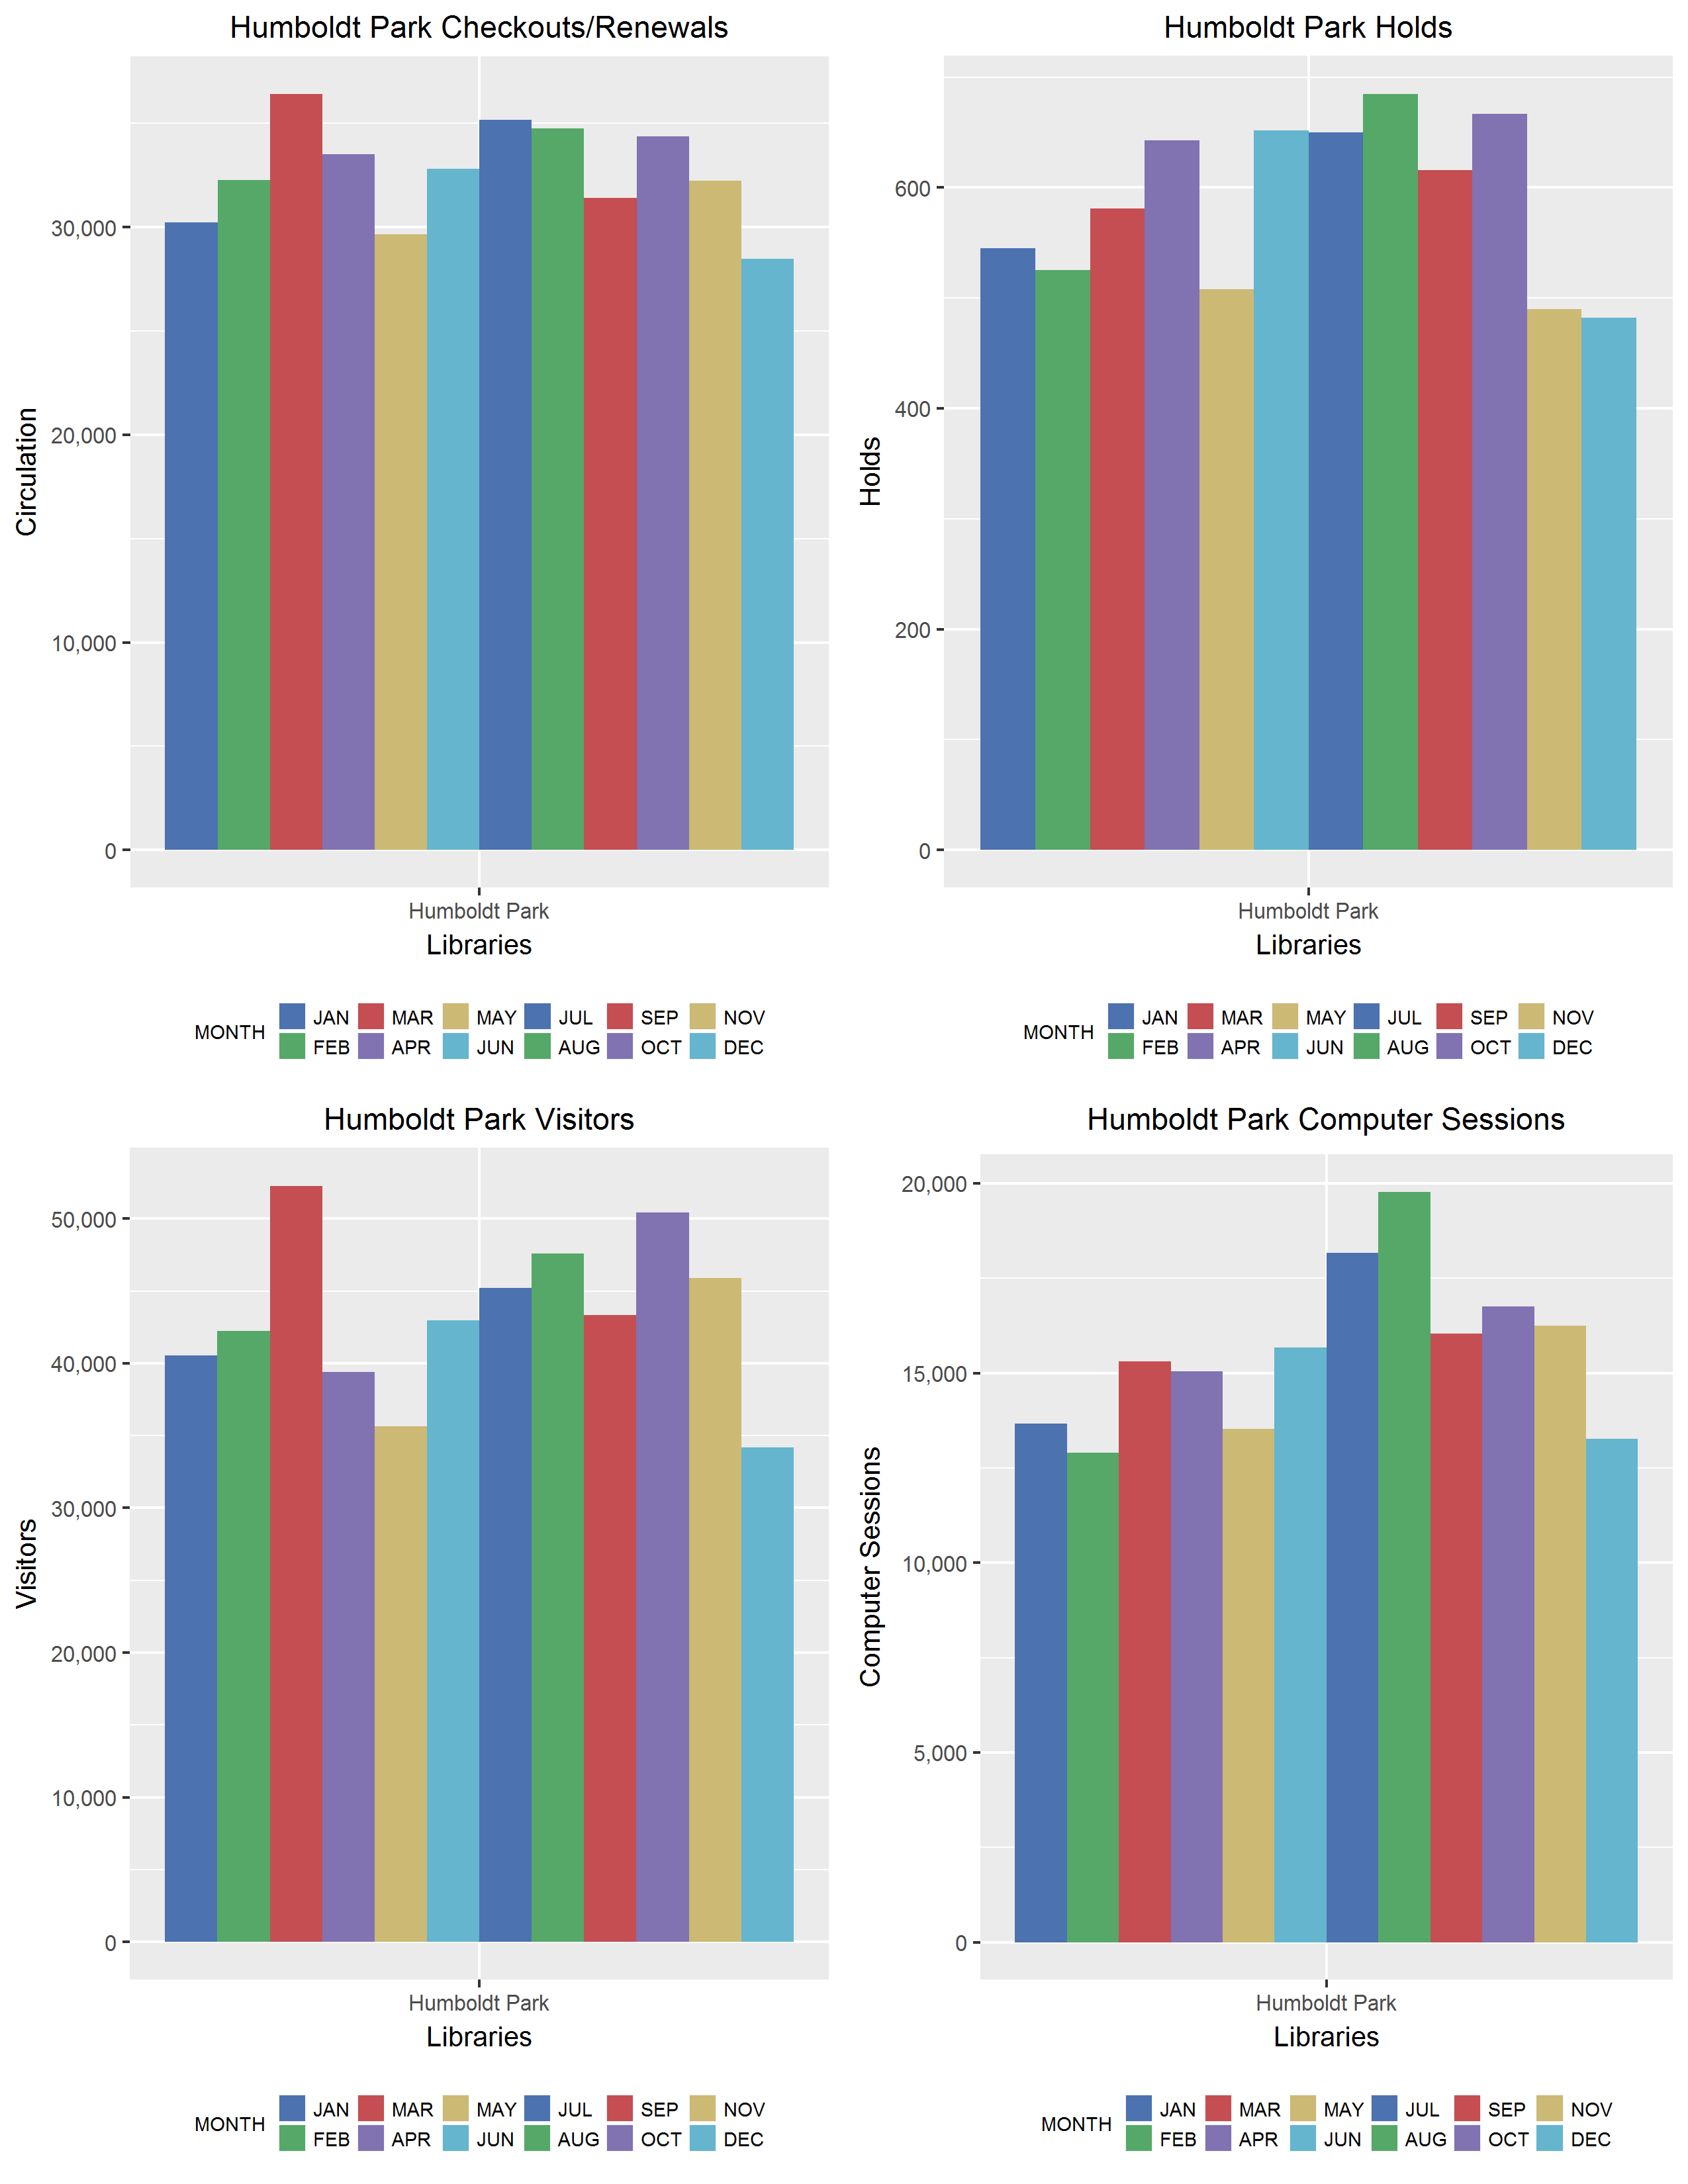 Humboldt Park Checkouts/Renewals
Circulation
30,000
20,000
10,000
0
Humboldt Park
Libraries
MONTH
JAN MAR MAY JUL SEP NOV
FEB APR JUN AUG OCT DEC
Humboldt Park Holds
Holds
600
400
200
0
Humboldt Park
Libraries
MONTH
JAN MAR MAY JUL SEP NOV
FEB APR JUN AUG OCT DEC
Humboldt Park Visitors
Visitors
50,000
40,000
30,000
20,000
10,000
0
Humboldt Park
Libraries
MONTH
JAN MAR MAY JUL SEP NOV
FEB APR JUN AUG OCT DEC
Humboldt Park Computer Sessions
Computer Sessions
20,000
15,000
10,000
5,000
0
Humboldt Park
Libraries
MONTH
JAN MAR MAY JUL SEP NOV
FEB APR JUN AUG OCT DEC